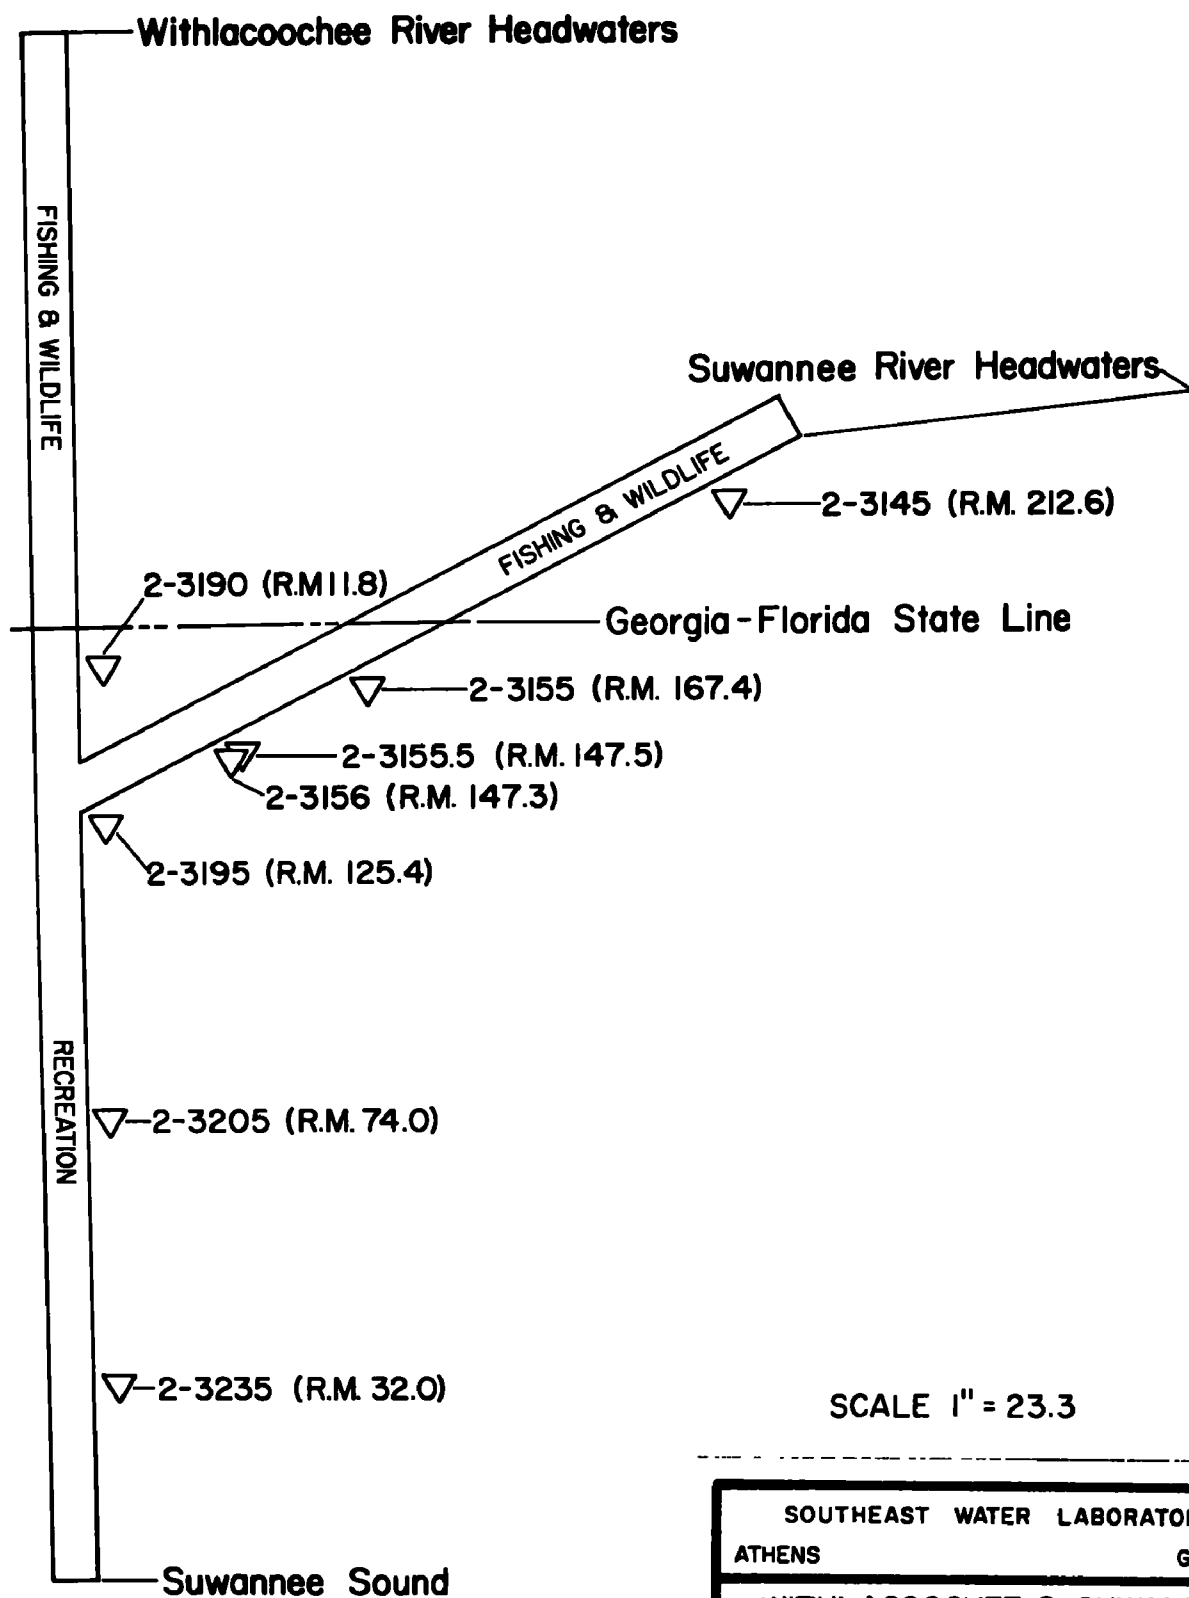 Withlacoochee River Headwaters
FISHING & WILDLIFE
Suwannee River Headwaters
FISHING & WILDLIFE
2-3145 (R.M. 212.6)
2-3190 (R.M 11.8)
Georgia-Florida State Line
2-3155 (R.M. 167.4)
2-3155.5 (R.M. 147.5)
2-3156 (R.M. 147.3)
2-3195 (R.M. 125.4)
RECREATION
2-3205 (R.M. 74.0)
2-3235 (R.M. 32.0)
SCALE 1" = 23.3
SOUTHEAST WATER LABORATO
ATHENS G
Suwannee Sound